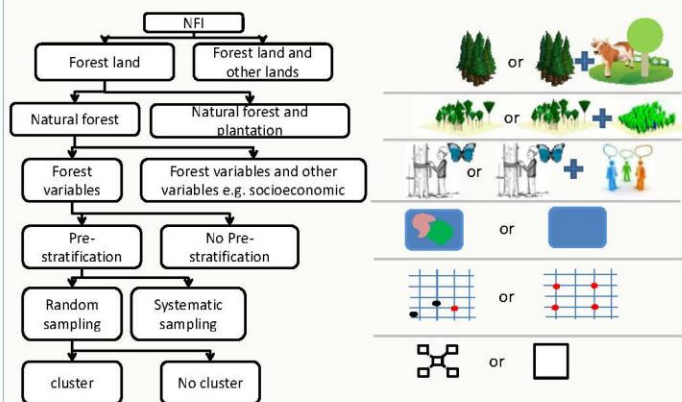 NFI
Forest land
Forest land and
other lands
or
Natural forest
Natural forest and
plantation
or
Forest
variables
Forest variables and other
variables e.g. socioeconomic
or
Pre-
stratification
No Pre-
stratification
or
Random
sampling
Systematic
sampling
or
cluster
No cluster
or